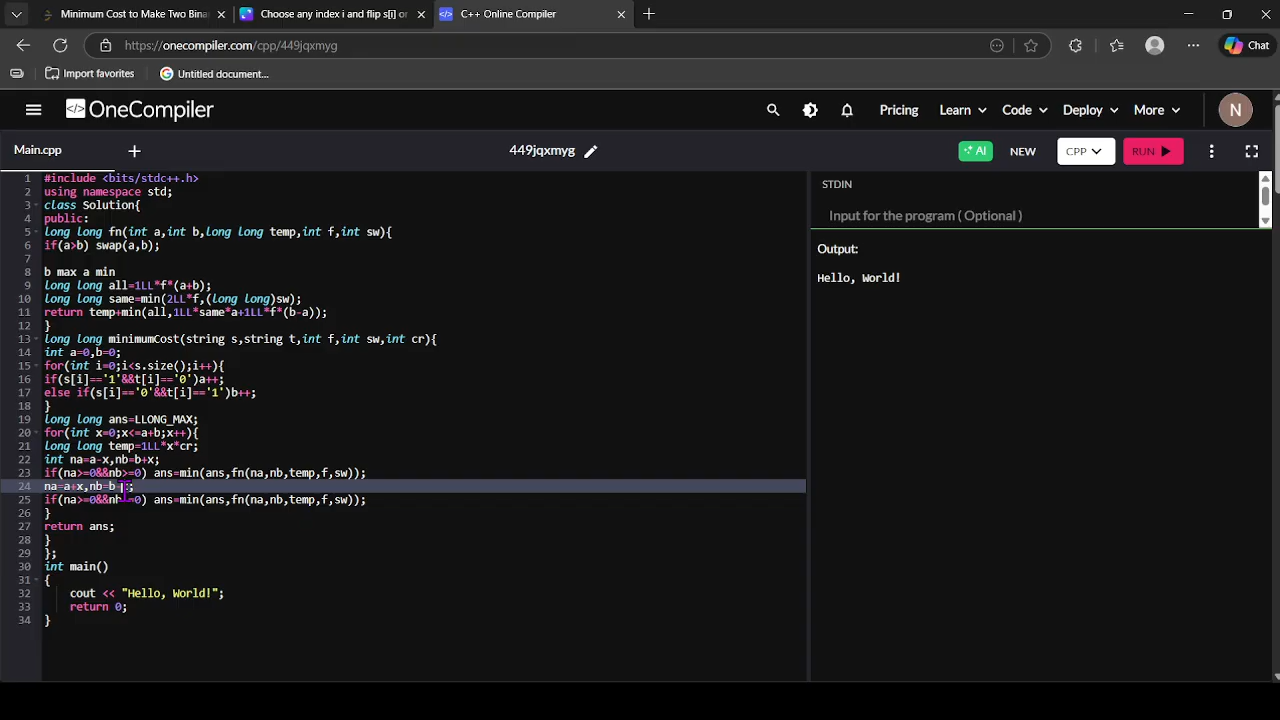 Minimum Cost to Make Two Bina
Choose any index i and flip s[i] or
C++ Online Compiler
https://onecompiler.com/cpp/449jqxmyg
Chat
Import favorites
Untitled document...
</> OneCompiler
Pricing
Learn
Code
Deploy
More
N
Main.cpp
449jqxmyg
AI
NEW
CPP
RUN
1 #include <bits/stdc++.h>
2 using namespace std;
3 class Solution{
4 public:
5 long long fn(int a,int b,long long temp,int f,int sw){
6 if(a>b) swap(a,b);
7
8 b max a min
9 long long all=1LL*f*(a+b);
10 long long same=min(2LL*f,(long long)sw);
11 return temp+min(all,1LL*same*a+1LL*f*(b-a));
12 }
13 long long minimumCost(string s,string t,int f,int sw,int cr){
14 int a=0,b=0;
15 for(int i=0;i<s.size();i++){
16 if(s[i]=='1'&&t[i]=='0')a++;
17 else if(s[i]=='0'&&t[i]=='1')b++;
18 }
19 long long ans=LLONG_MAX;
20 for(int x=0;x<=a+b;x++){
21 long long temp=1LL*x*cr;
22 int na=a-x,nb=b+x;
23 if(na>=0&&nb>=0) ans=min(ans,fn(na,nb,temp,f,sw));
24 na=a+x,nb=b
25 if(na>=0&&nb>=0) ans=min(ans,fn(na,nb,temp,f,sw));
26 }
27 return ans;
28 }
29 };
30 int main()
31 {
32 cout << "Hello, World!";
33 return 0;
34 }
STDIN
Input for the program ( Optional )
Output:
Hello, World!